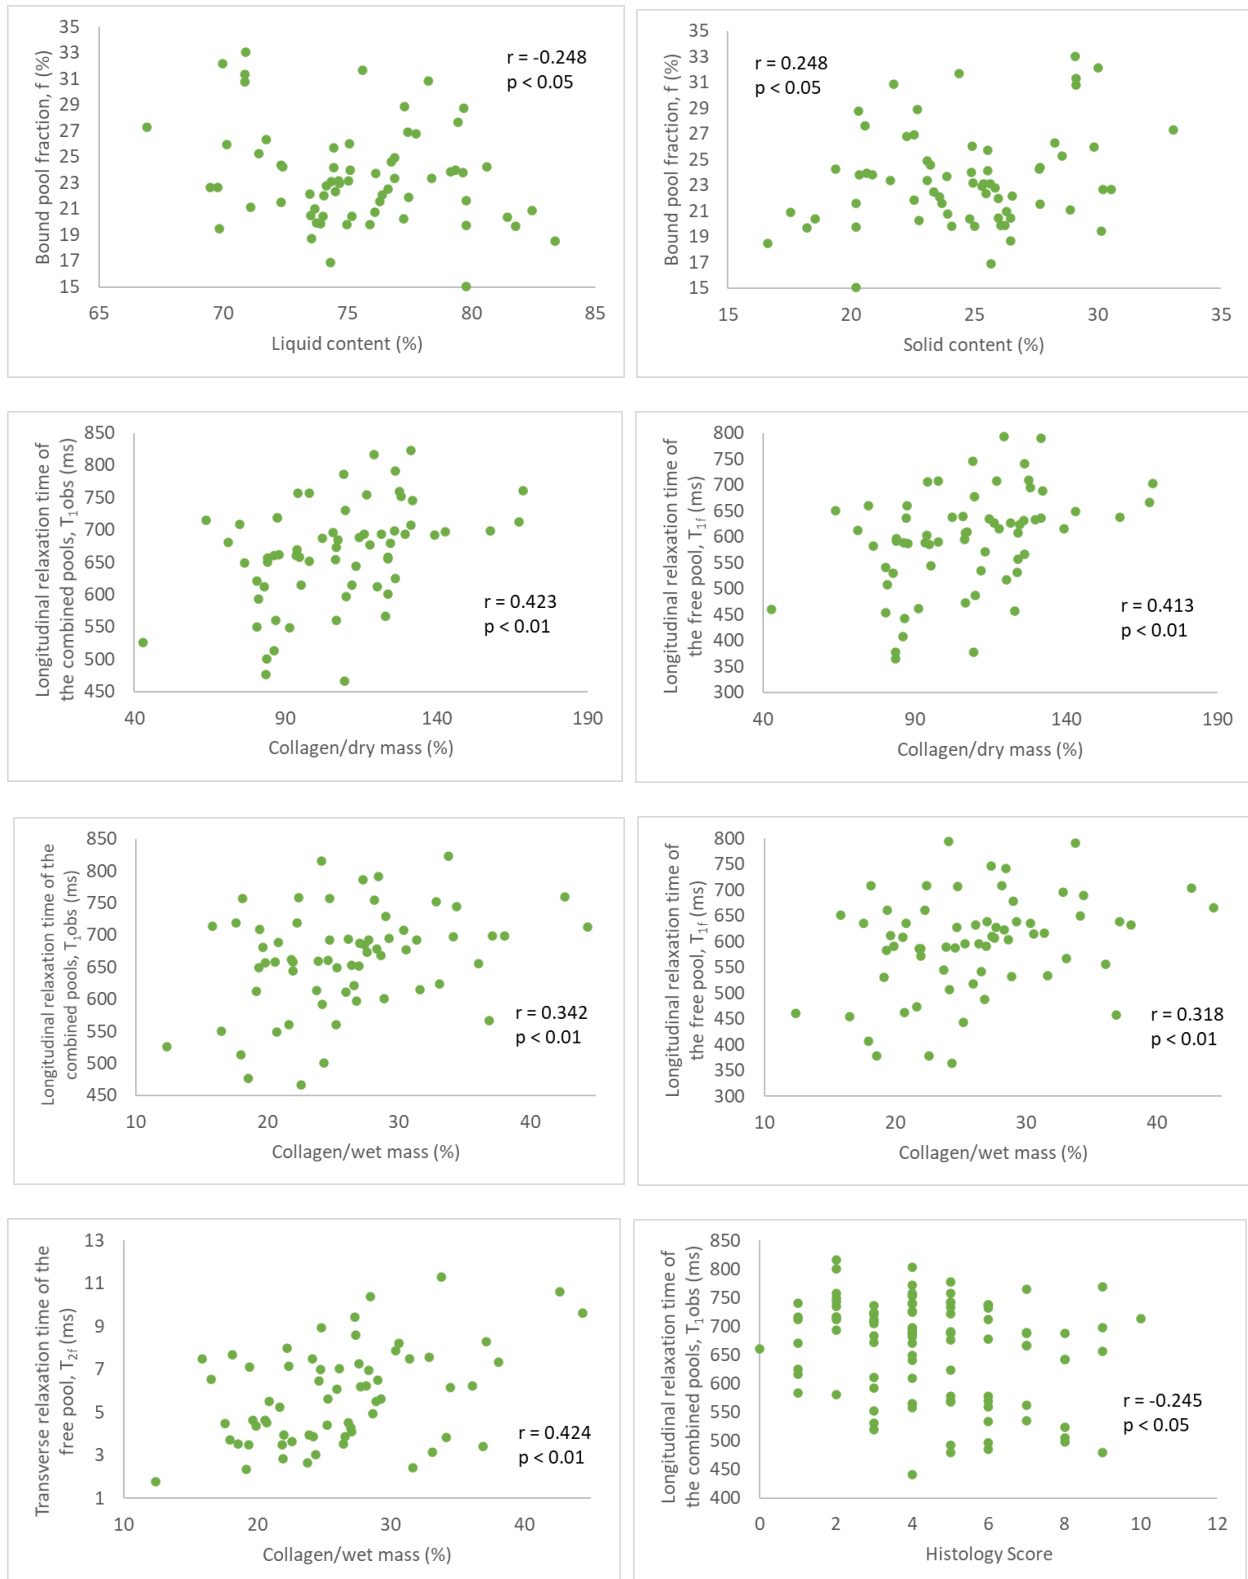 Bound pool fraction, f (%)
35
33
31
29
27
25
23
21
19
17
15
r = -0.248
p < 0.05
65 70 75 80 85
Liquid content (%)
Bound pool fraction, f (%)
35
33
31
29
27
25
23
21
19
17
15
r = 0.248
p < 0.05
15 20 25 30 35
Solid content (%)
Longitudinal relaxation time of
the combined pools, T₁obs (ms)
850
800
750
700
650
600
550
500
450
r = 0.423
p < 0.01
40 90 140 190
Collagen/dry mass (%)
Longitudinal relaxation time of
the free pool, T₁f (ms)
800
750
700
650
600
550
500
450
400
350
300
r = 0.413
p < 0.01
40 90 140 190
Collagen/dry mass (%)
Longitudinal relaxation time of the
combined pools, T₁obs (ms)
850
800
750
700
650
600
550
500
450
r = 0.342
p < 0.01
10 20 30 40
Collagen/wet mass (%)
Longitudinal relaxation time of
the free pool, T₁f (ms)
800
750
700
650
600
550
500
450
400
350
300
r = 0.318
p < 0.01
10 20 30 40
Collagen/wet mass (%)
Transverse relaxation time of the
free pool, T₂f (ms)
13
11
9
7
5
3
1
r = 0.424
p < 0.01
10 20 30 40
Collagen/wet mass (%)
Longitudinal relaxation time of
the combined pools, T₁obs (ms)
850
800
750
700
650
600
550
500
450
400
r = -0.245
p < 0.05
0 2 4 6 8 10 12
Histology Score